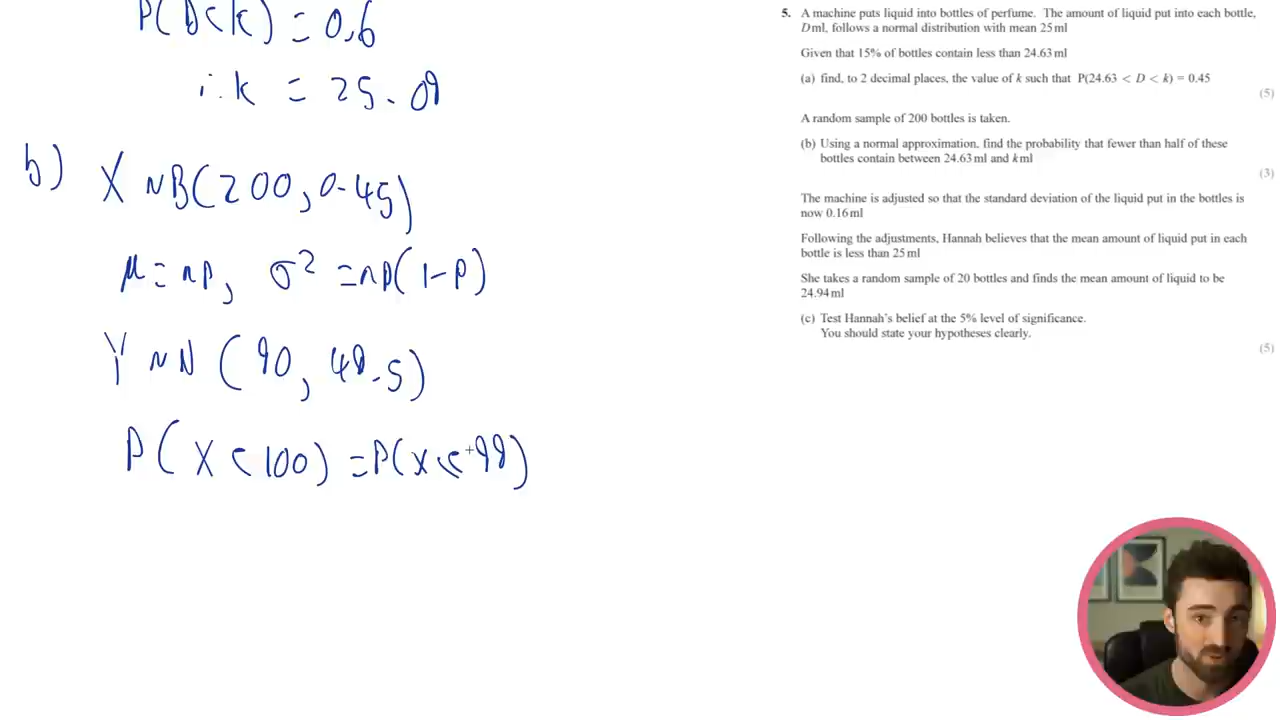 P(D < k) = 0.6
∴ k = 25.09
b) X ~ B(200, 0.45)
μ = np, σ² = np(1-p)
Y ~ N(90, 49.5)
P(X < 100) = P(X ≤ 99)
5. A machine puts liquid into bottles of perfume. The amount of liquid put into each bottle,
D ml, follows a normal distribution with mean 25 ml
Given that 15% of bottles contain less than 24.63 ml
(a) find, to 2 decimal places, the value of k such that P(24.63 < D < k) = 0.45
(5)
A random sample of 200 bottles is taken.
(b) Using a normal approximation, find the probability that fewer than half of these
bottles contain between 24.63 ml and k ml
(3)
The machine is adjusted so that the standard deviation of the liquid put in the bottles is
now 0.16 ml
Following the adjustments, Hannah believes that the mean amount of liquid put in each
bottle is less than 25 ml
She takes a random sample of 20 bottles and finds the mean amount of liquid to be
24.94 ml
(c) Test Hannah's belief at the 5% level of significance.
You should state your hypotheses clearly.
(5)